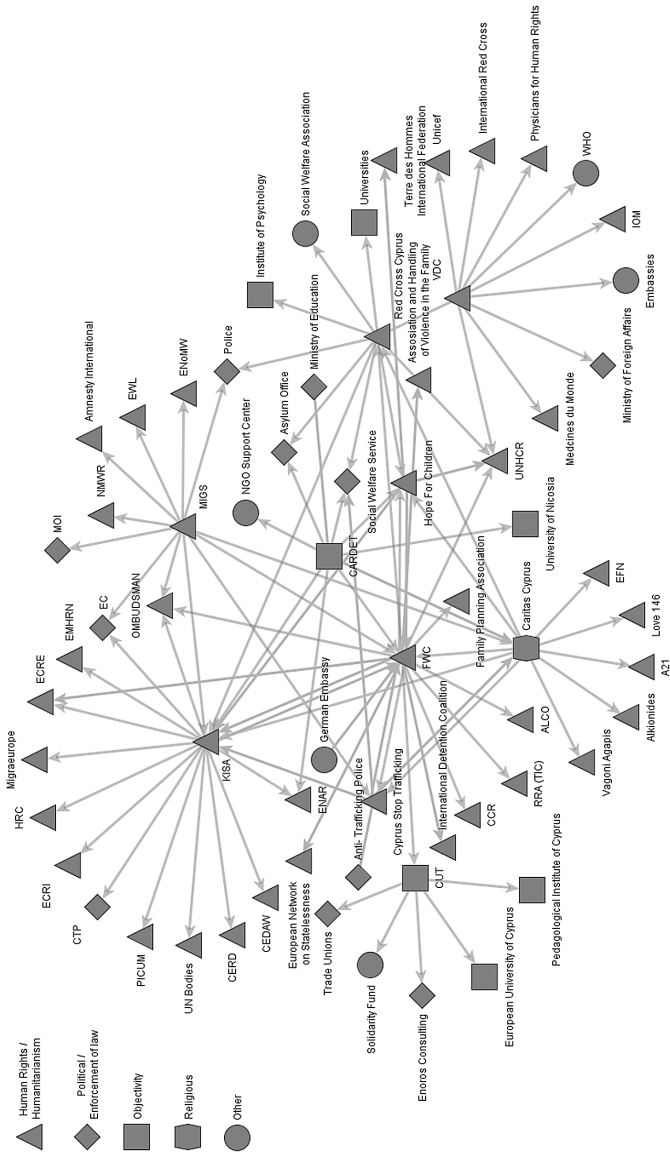 Human Rights /
Humanitarianism
Political /
Enforcement of law
Objectivity
Religious
Other
Migraeurope
HRC
ECRI
CTP
PICUM
UN Bodies
CERD
CEDAW
European Network
on Statelessness
Trade Unions
Solidarity Fund
Enoros Consulting
European University of Cyprus
Pedagological Institute of Cyprus
CUT
Anti- Trafficking Police
Cyprus Stop Trafficking
International Detention Coalition
CCR
RRA (TIC)
ALCO
ENAR
German Embassy
KISA
ECRE
EMHRN
EC
OMBUDSMAN
MOI
NMWR
Amnesty International
EWL
ENoMW
MIGS
Police
NGO Support Center
Asylum Office
Ministry of Education
Institute of Psychology
Social Welfare Association
Universities
Social Welfare Service
CARDET
FWC
Hope For Children
Family Planning Association
Caritas Cyprus
University of Nicosia
UNHCR
Vagoni Agapis
Alkionides
A21
Love 146
EFN
Red Cross Cyprus
Assosiation and Handling
of Violence in the Family
VDC
Terre des Hommes
International Federation
Unicef
International Red Cross
Physicians for Human Rights
WHO
IOM
Embassies
Ministry of Foreign Affairs
Medcines du Monde